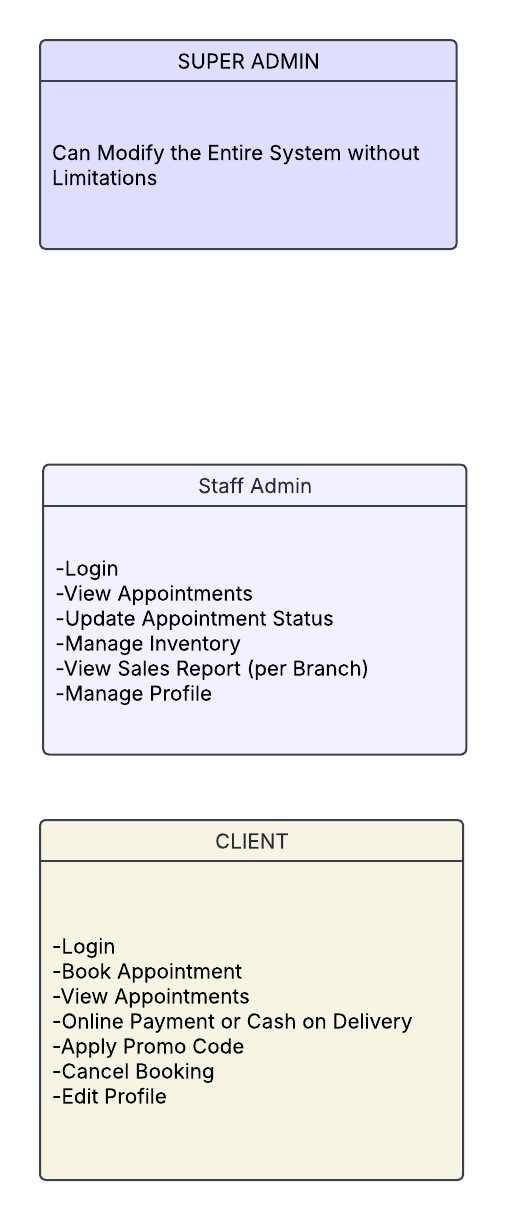 SUPER ADMIN
Can Modify the Entire System without
Limitations
Staff Admin
-Login
-View Appointments
-Update Appointment Status
-Manage Inventory
-View Sales Report (per Branch)
-Manage Profile
CLIENT
-Login
-Book Appointment
-View Appointments
-Online Payment or Cash on Delivery
-Apply Promo Code
-Cancel Booking
-Edit Profile